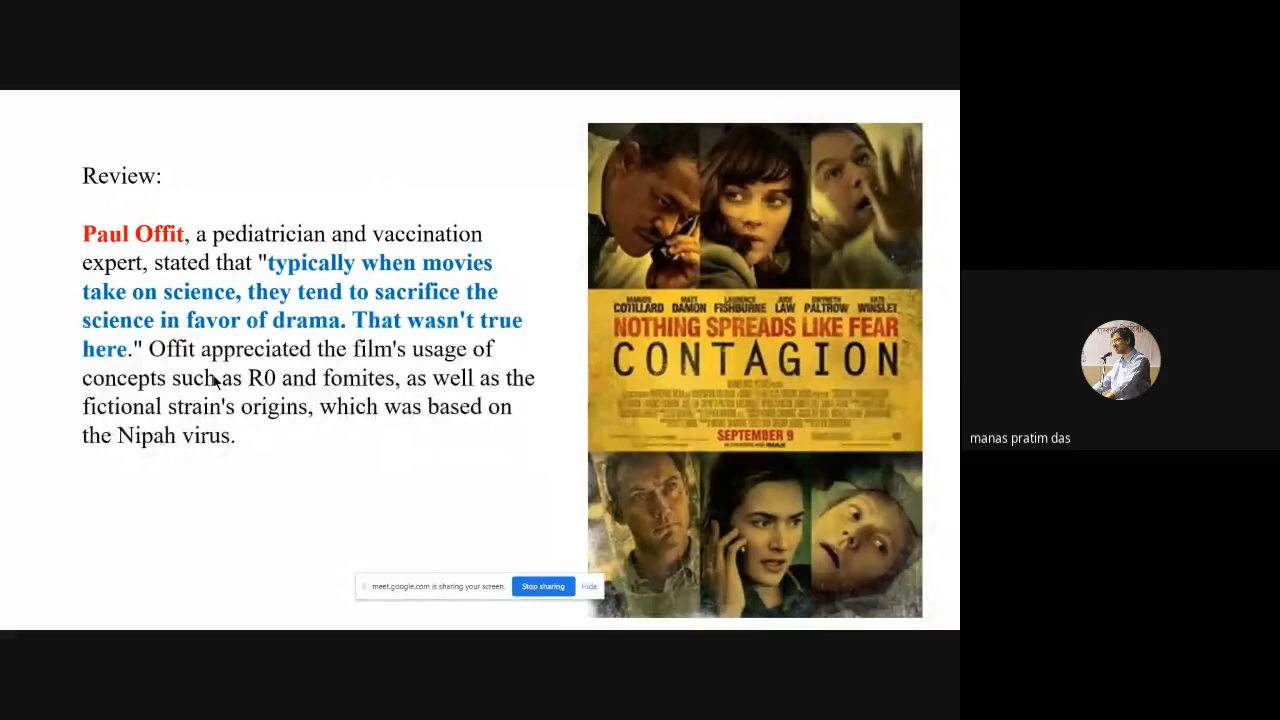 Review:
Paul Offit, a pediatrician and vaccination
expert, stated that "typically when movies
take on science, they tend to sacrifice the
science in favor of drama. That wasn't true
here." Offit appreciated the film's usage of
concepts such as R0 and fomites, as well as the
fictional strain's origins, which was based on
the Nipah virus.
MARION COTILLARD MATT DAMON LAURENCE FISHBURNE JUDE LAW GWYNETH PALTROW KATE WINSLET
NOTHING SPREADS LIKE FEAR
CONTAGION
SEPTEMBER 9
meet.google.com is sharing your screen. Stop sharing Hide
manas pratim das